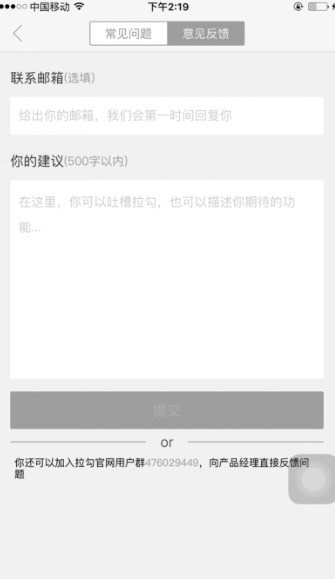 中国移动 下午2:19
常见问题 意见反馈
联系邮箱(选填)
给出你的邮箱，我们会第一时间回复你
你的建议(500字以内)
在这里，你可以吐槽拉勾，也可以描述你期待的功
能...
提交
or
你还可以加入拉勾官网用户群476029449，向产品经理直接反馈问
题